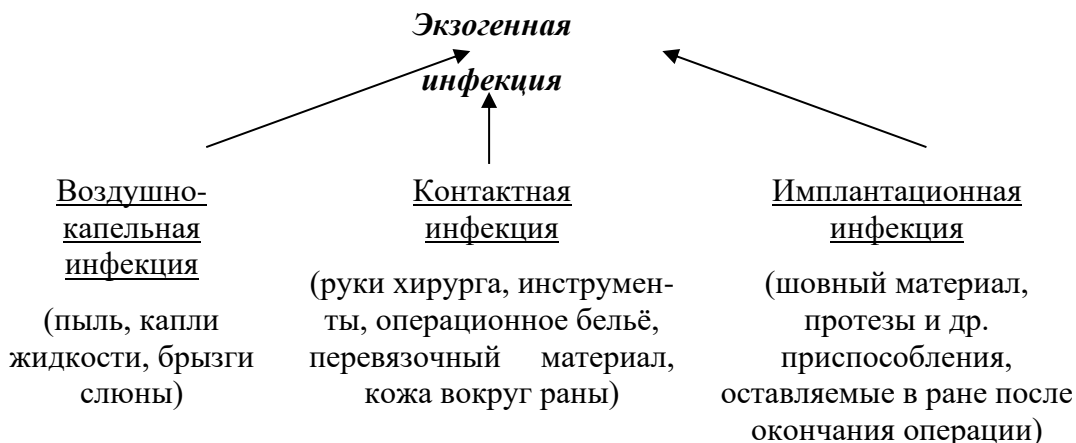 Экзогенная
инфекция
Воздушно-
капельная
инфекция
(пыль, капли
жидкости, брызги
слюны)
Контактная
инфекция
(руки хирурга, инструмен-
ты, операционное бельё,
перевязочный материал,
кожа вокруг раны)
Имплантационная
инфекция
(шовный материал,
протезы и др.
приспособления,
оставляемые в ране после
окончания операции)